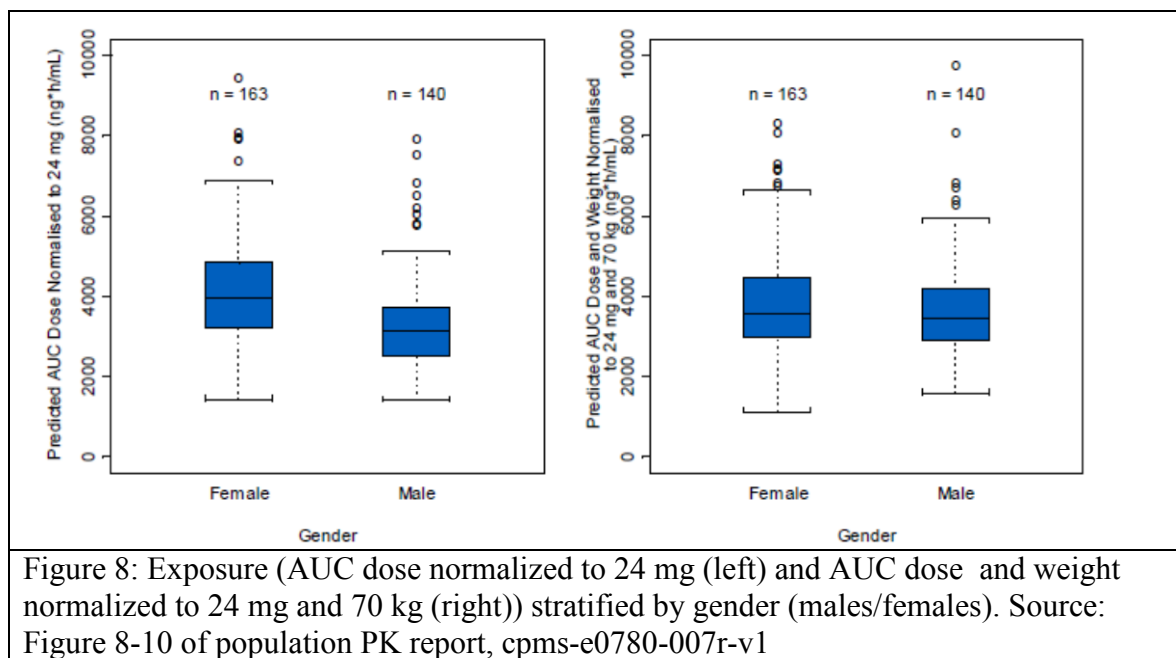 Predicted AUC Dose Normalised to 24 mg (ng*h/mL)
10000
8000
6000
4000
2000
0
n = 163
n = 140
Female
Male
Gender
Predicted AUC Dose and Weight Normalised
to 24 mg and 70 kg (ng*h/mL)
10000
8000
6000
4000
2000
0
n = 163
n = 140
Female
Male
Gender
Figure 8: Exposure (AUC dose normalized to 24 mg (left) and AUC dose and weight
normalized to 24 mg and 70 kg (right)) stratified by gender (males/females). Source:
Figure 8-10 of population PK report, cpms-e0780-007r-v1